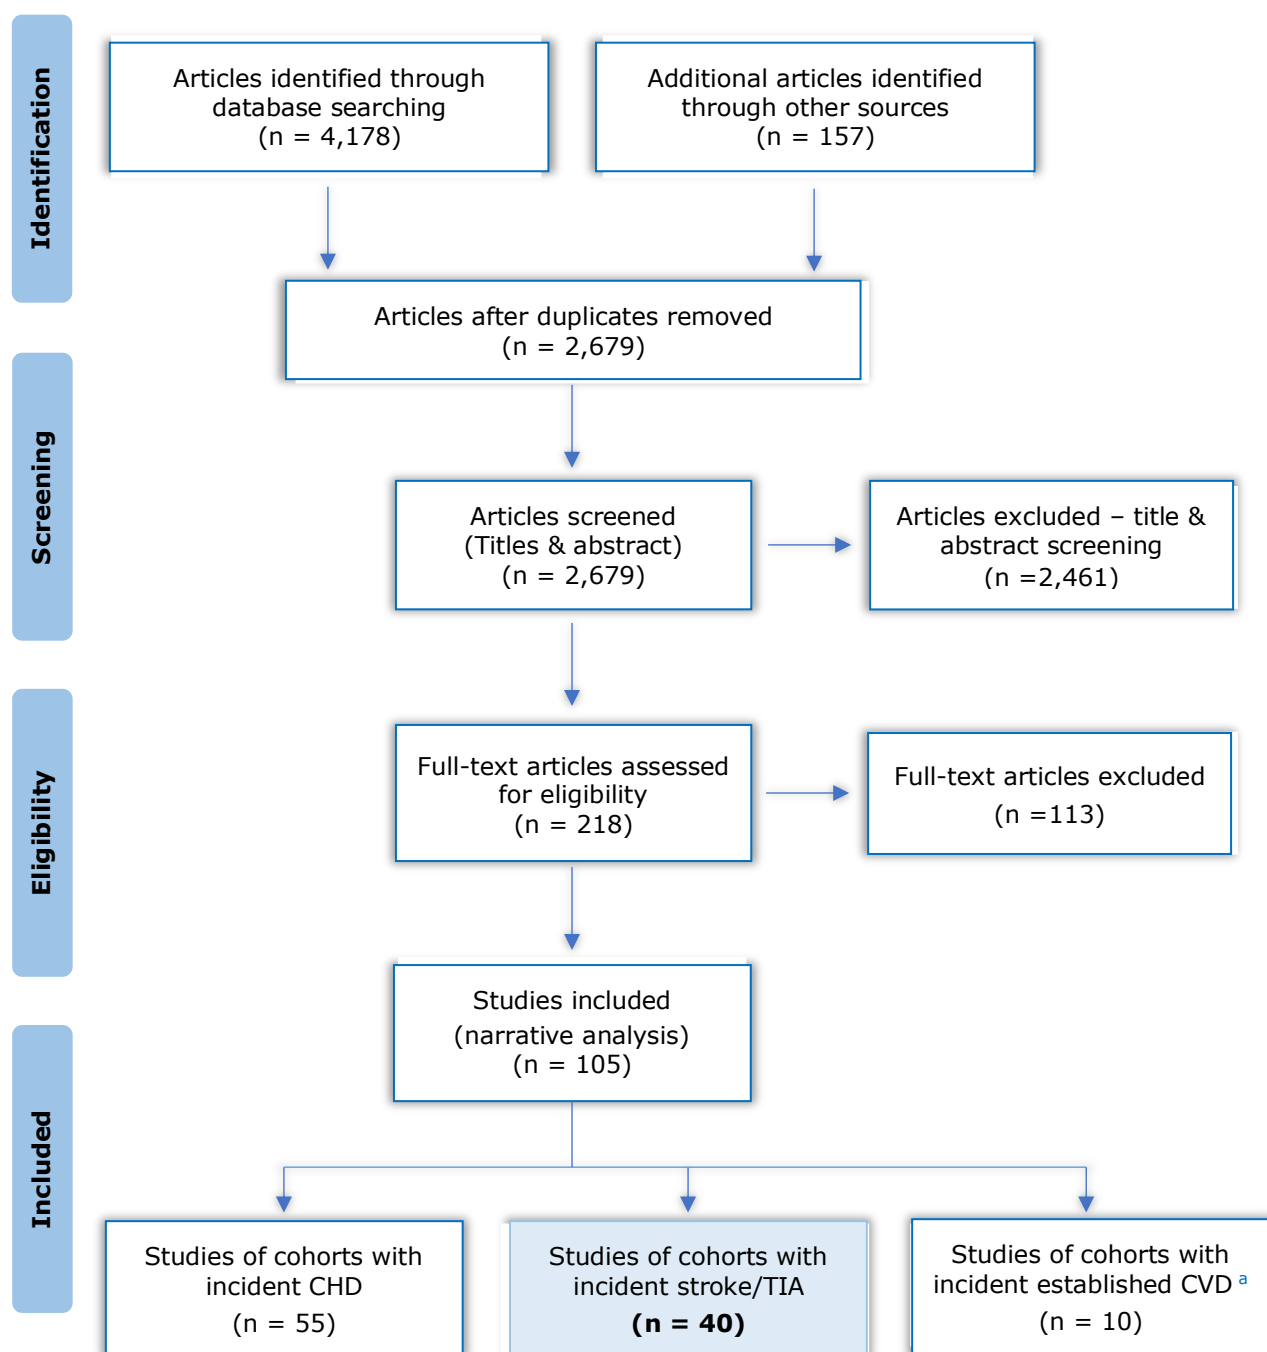 Identification
Articles identified through
database searching
(n = 4,178)
Additional articles identified
through other sources
(n = 157)
Articles after duplicates removed
(n = 2,679)
Screening
Articles screened
(Titles & abstract)
(n = 2,679)
Articles excluded – title &
abstract screening
(n =2,461)
Eligibility
Full-text articles assessed
for eligibility
(n = 218)
Full-text articles excluded
(n =113)
Included
Studies included
(narrative analysis)
(n = 105)
Studies of cohorts with
incident CHD
(n = 55)
Studies of cohorts with
incident stroke/TIA
(n = 40)
Studies of cohorts with
incident established CVD a
(n = 10)